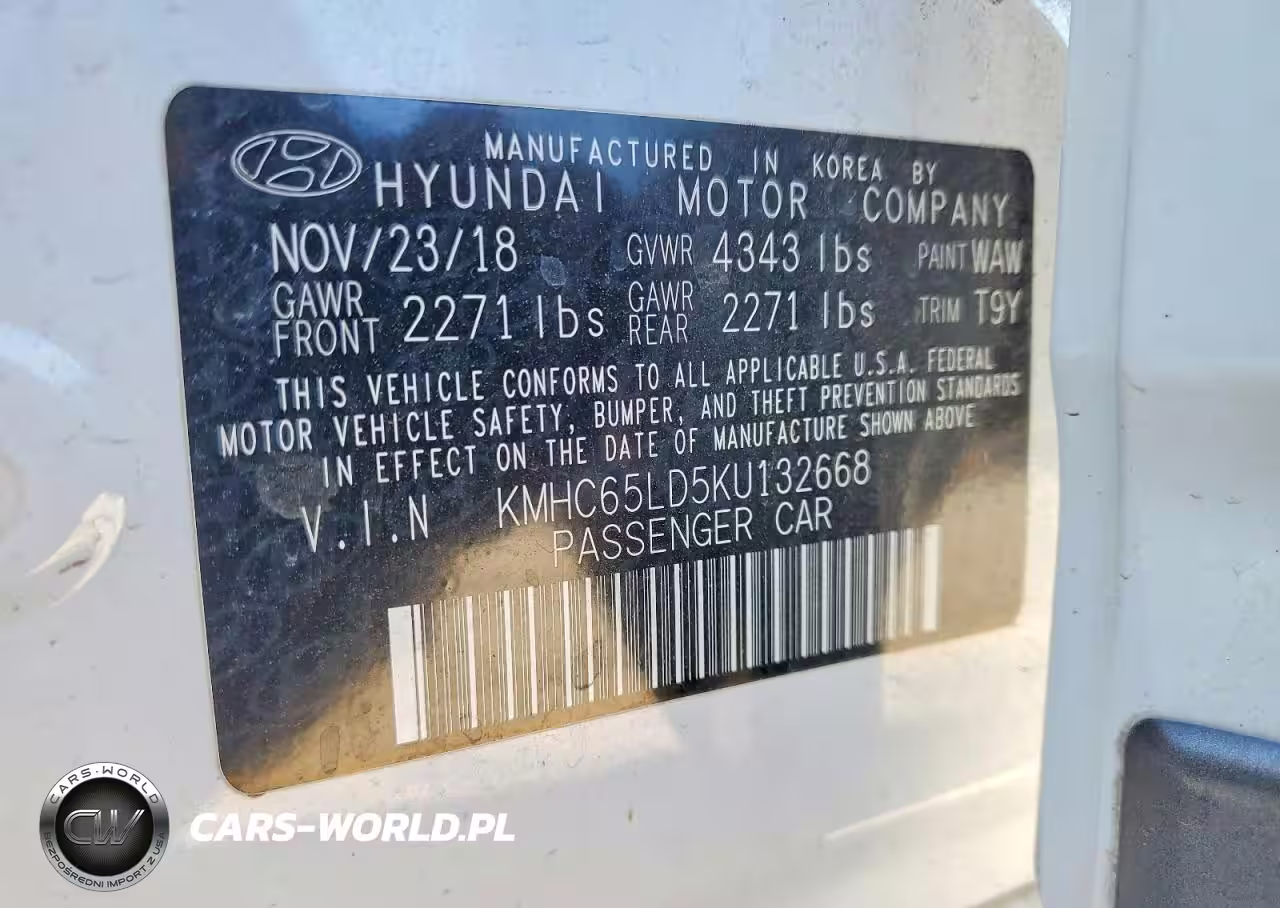 MANUFACTURED IN KOREA BY
HYUNDAI MOTOR COMPANY
NOV/23/18 GVWR 4343 lbs PAINT WAW
GAWR FRONT 2271 lbs GAWR REAR 2271 lbs TRIM T9Y
THIS VEHICLE CONFORMS TO ALL APPLICABLE U.S.A. FEDERAL
MOTOR VEHICLE SAFETY, BUMPER, AND THEFT PREVENTION STANDARDS
IN EFFECT ON THE DATE OF MANUFACTURE SHOWN ABOVE
V.I.N KMHC65LD5KU132668
PASSENGER CAR
CARS-WORLD
CW
BEZPOŚREDNI IMPORT Z USA
CARS-WORLD.PL